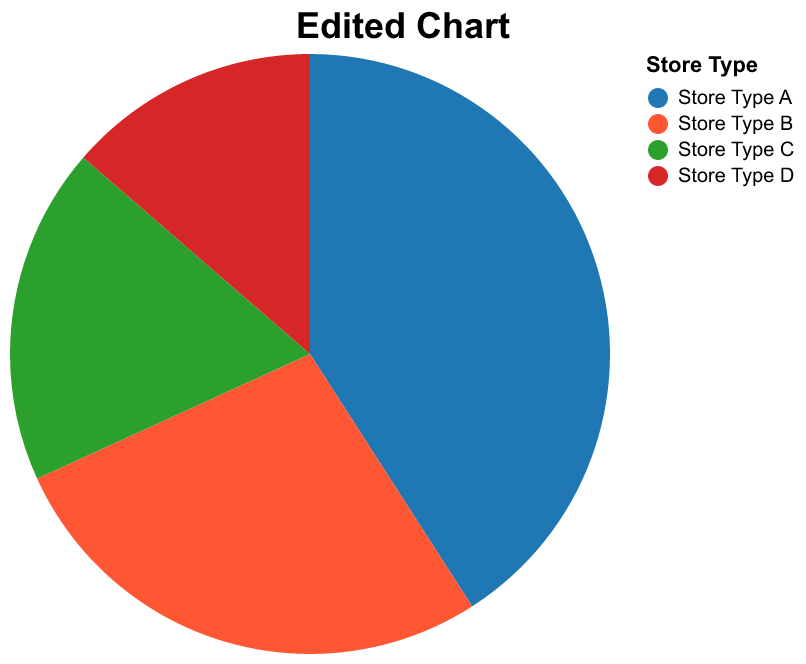 Edited Chart
Store Type
Store Type A
Store Type B
Store Type C
Store Type D